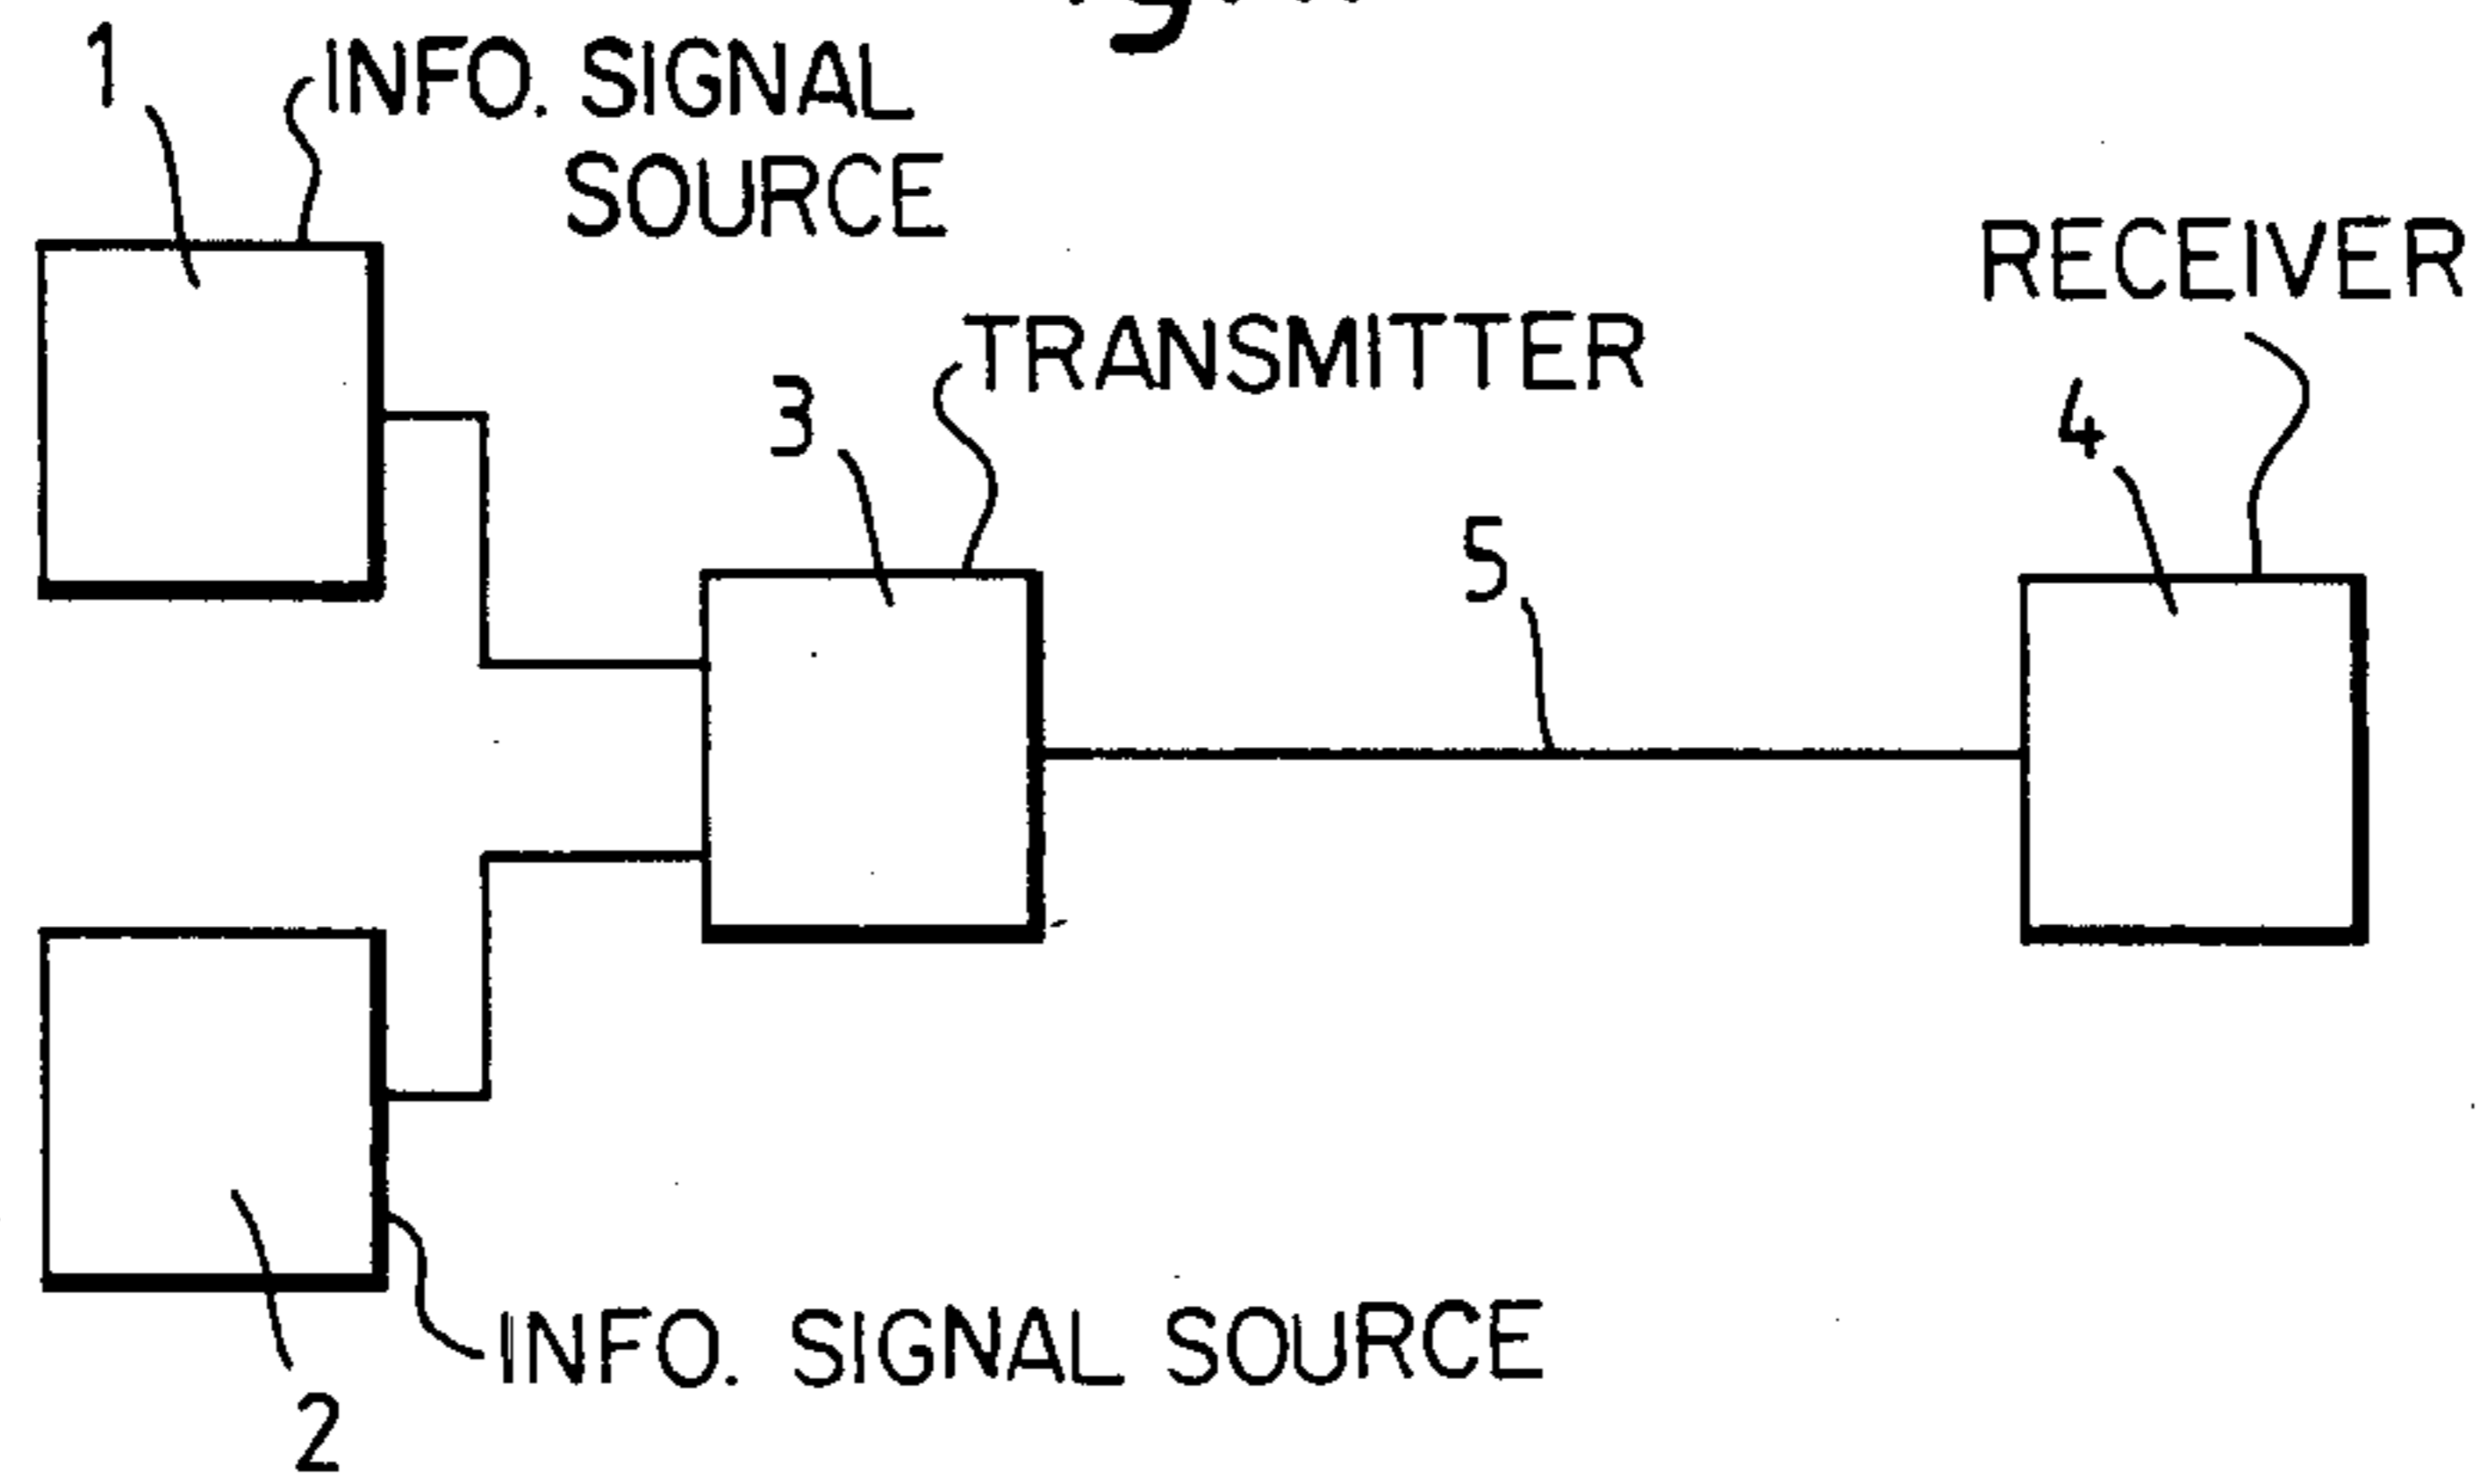 1
INFO. SIGNAL
SOURCE
RECEIVER
TRANSMITTER
3
4
5
INFO. SIGNAL SOURCE
2